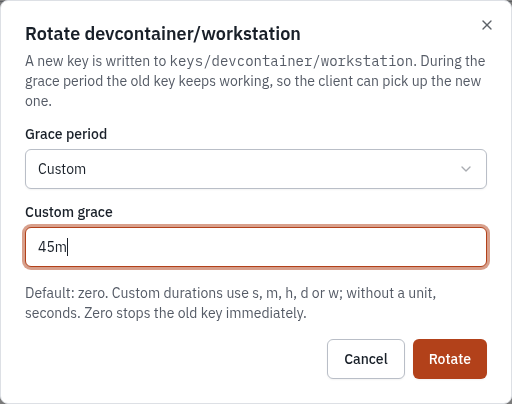 Rotate devcontainer/workstation
A new key is written to keys/devcontainer/workstation. During the
grace period the old key keeps working, so the client can pick up the new
one.
Grace period
Custom
Custom grace
45m
Default: zero. Custom durations use s, m, h, d or w; without a unit,
seconds. Zero stops the old key immediately.
Cancel Rotate